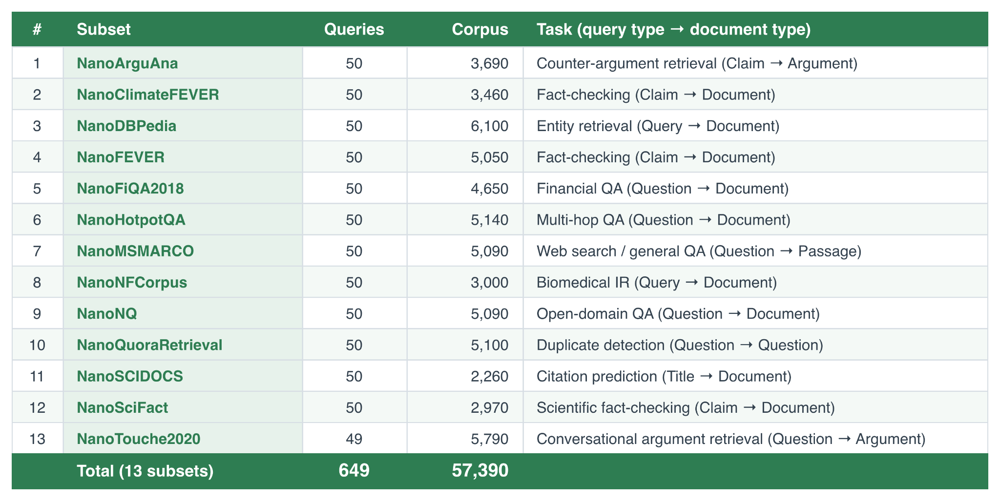 # Subset Queries Corpus Task (query type → document type)
1 NanoArguAna 50 3,690 Counter-argument retrieval (Claim → Argument)
2 NanoClimateFEVER 50 3,460 Fact-checking (Claim → Document)
3 NanoDBPedia 50 6,100 Entity retrieval (Query → Document)
4 NanoFEVER 50 5,050 Fact-checking (Claim → Document)
5 NanoFiQA2018 50 4,650 Financial QA (Question → Document)
6 NanoHotpotQA 50 5,140 Multi-hop QA (Question → Document)
7 NanoMSMARCO 50 5,090 Web search / general QA (Question → Passage)
8 NanoNFCorpus 50 3,000 Biomedical IR (Query → Document)
9 NanoNQ 50 5,090 Open-domain QA (Question → Document)
10 NanoQuoraRetrieval 50 5,100 Duplicate detection (Question → Question)
11 NanoSCIDOCS 50 2,260 Citation prediction (Title → Document)
12 NanoSciFact 50 2,970 Scientific fact-checking (Claim → Document)
13 NanoTouche2020 49 5,790 Conversational argument retrieval (Question → Argument)
Total (13 subsets) 649 57,390